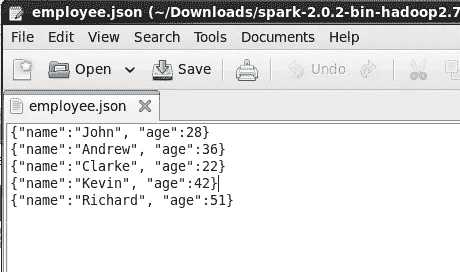 employee.json (~/Downloads/spark-2.0.2-bin-hadoop2.7
File Edit View Search Tools Documents Help
Open Save Undo
employee.json
{"name":"John", "age":28}
{"name":"Andrew", "age":36}
{"name":"Clarke", "age":22}
{"name":"Kevin", "age":42}
{"name":"Richard", "age":51}